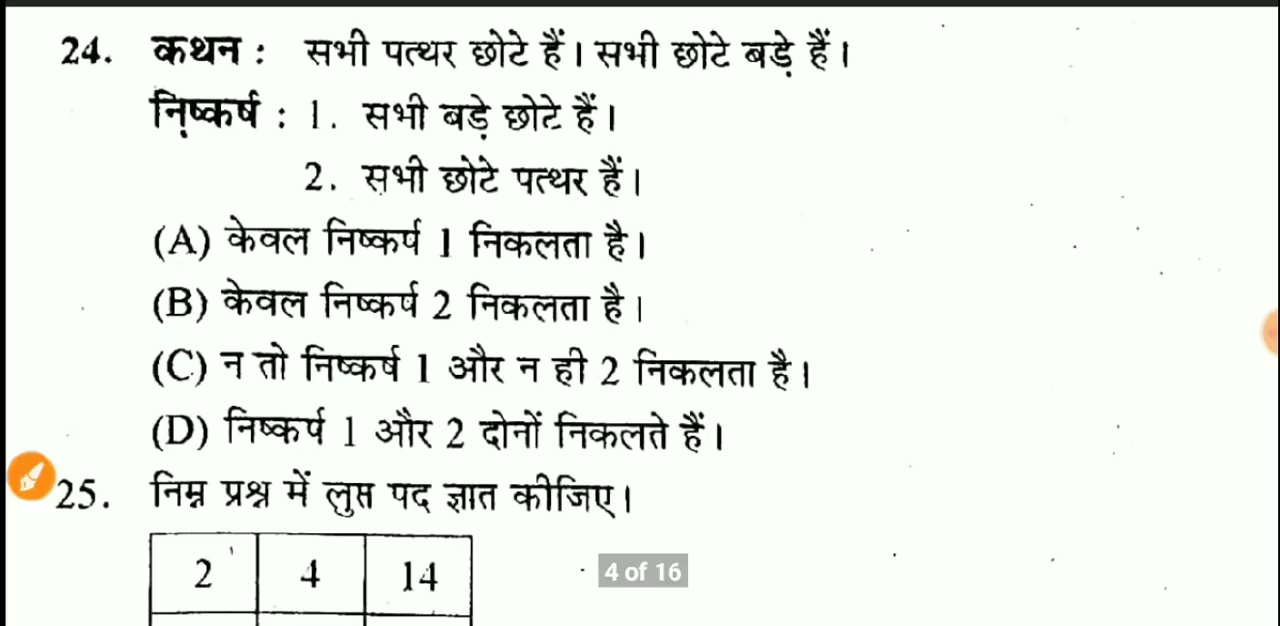 24. कथन : सभी पत्थर छोटे हैं। सभी छोटे बड़े हैं।
निष्कर्ष : 1. सभी बड़े छोटे हैं।
2. सभी छोटे पत्थर हैं।
(A) केवल निष्कर्ष 1 निकलता है।
(B) केवल निष्कर्ष 2 निकलता है।
(C) न तो निष्कर्ष 1 और न ही 2 निकलता है।
(D) निष्कर्ष 1 और 2 दोनों निकलते हैं।
25. निम्न प्रश्न में लुप्त पद ज्ञात कीजिए।
2 4 14
4 of 16